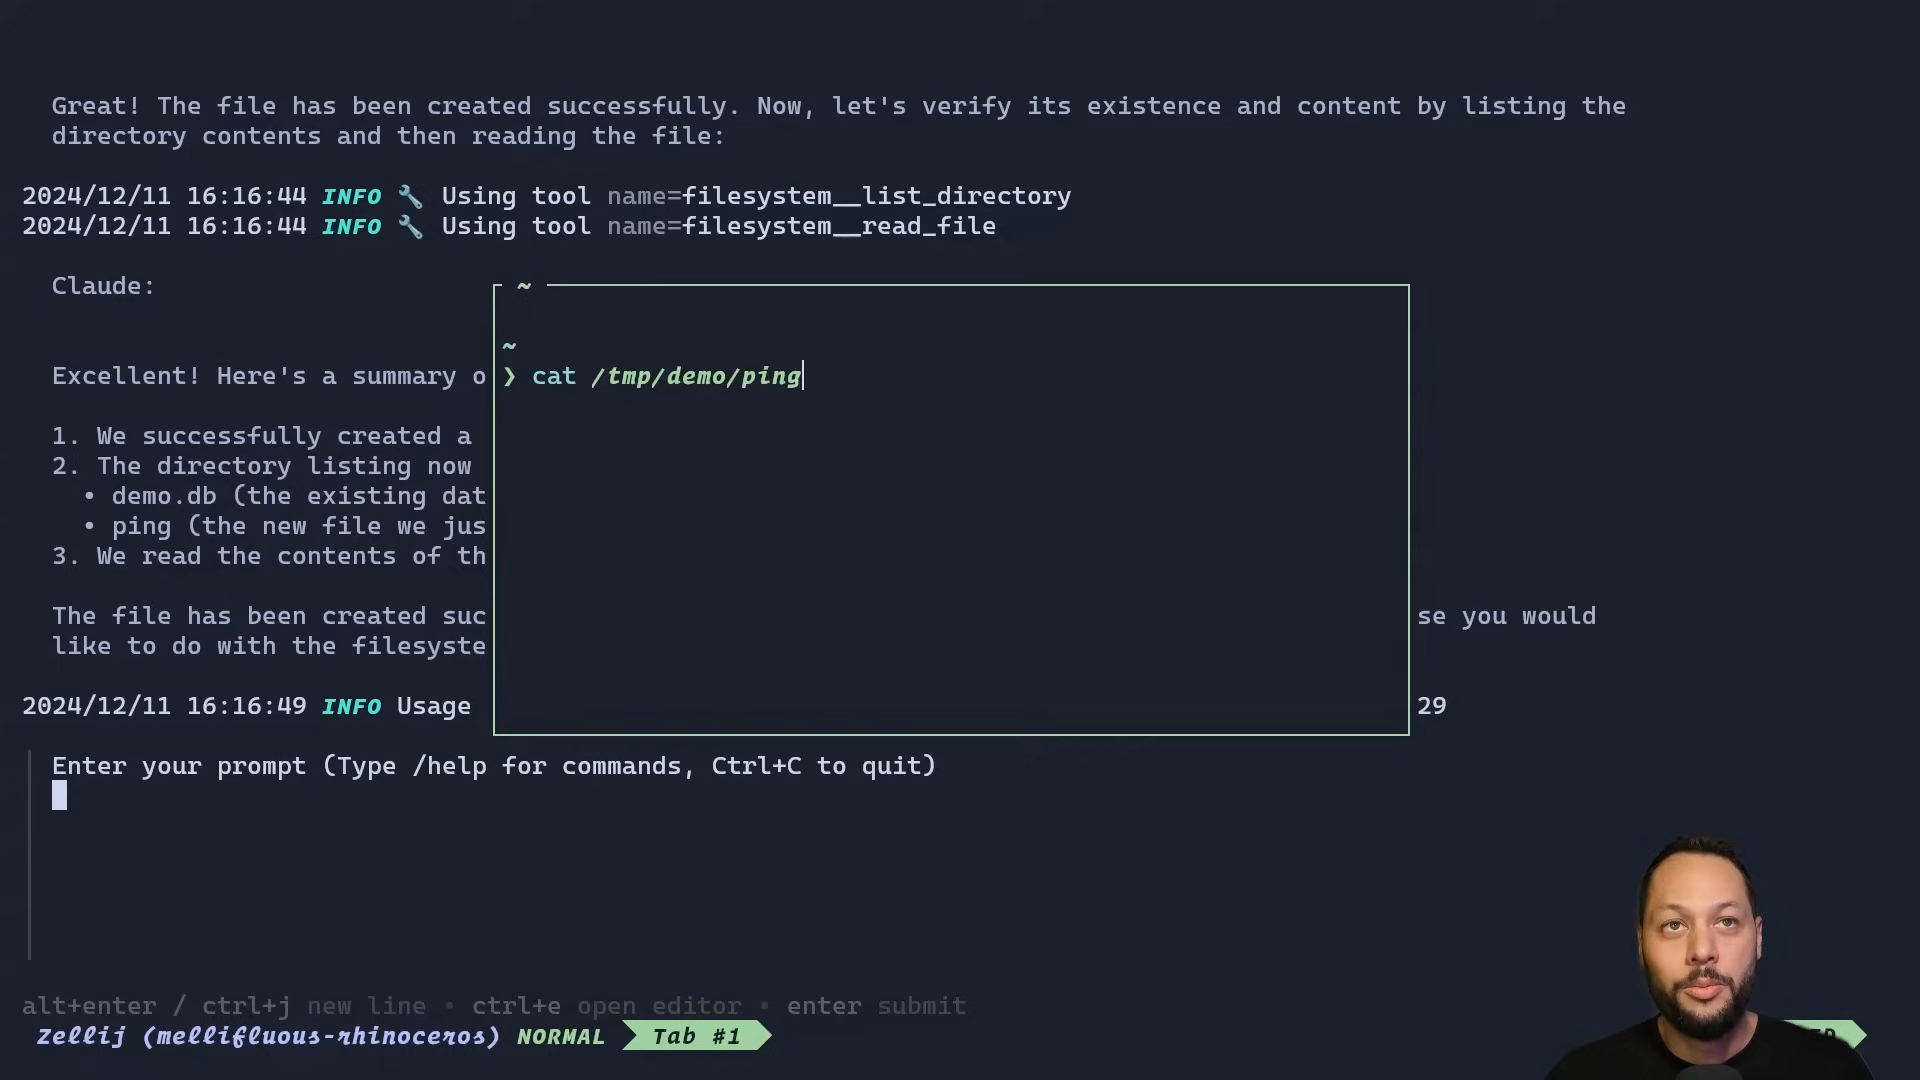 Great! The file has been created successfully. Now, let's verify its existence and content by listing the
directory contents and then reading the file:
2024/12/11 16:16:44 INFO 🔧 Using tool name=filesystem__list_directory
2024/12/11 16:16:44 INFO 🔧 Using tool name=filesystem__read_file
Claude:
~
~
Excellent! Here's a summary o
❯ cat /tmp/demo/ping
1. We successfully created a
2. The directory listing now
• demo.db (the existing dat
• ping (the new file we jus
3. We read the contents of th
The file has been created suc
se you would
like to do with the filesyste
2024/12/11 16:16:49 INFO Usage
29
Enter your prompt (Type /help for commands, Ctrl+C to quit)
alt+enter / ctrl+j new line • ctrl+e open editor • enter submit
Zellij (mellifluous-rhinoceros) NORMAL Tab #1